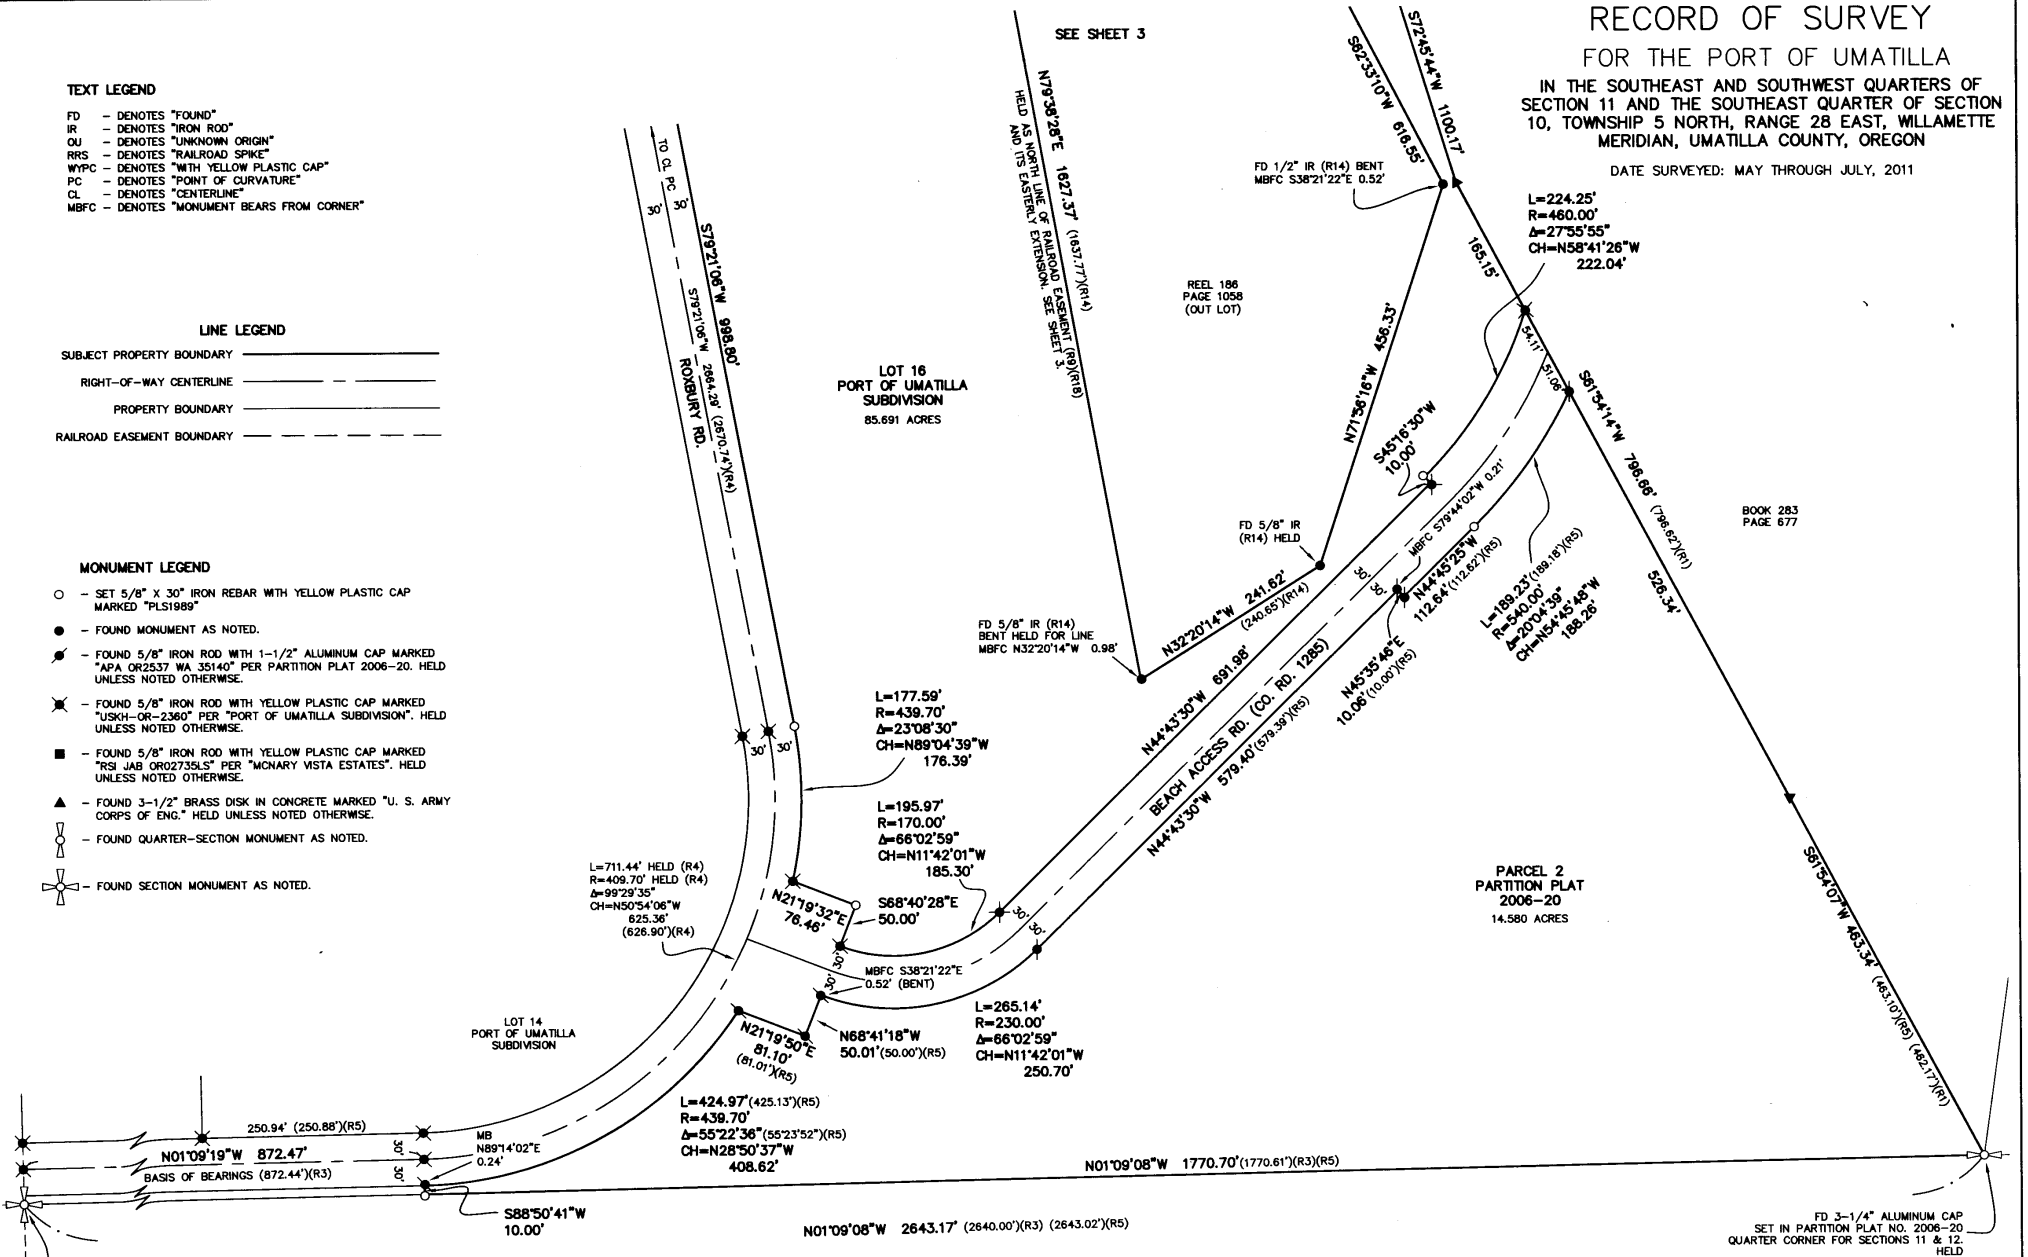 RECORD OF SURVEY
FOR THE PORT OF UMATILLA
IN THE SOUTHEAST AND SOUTHWEST QUARTERS OF
SECTION 11 AND THE SOUTHEAST QUARTER OF SECTION
10, TOWNSHIP 5 NORTH, RANGE 28 EAST, WILLAMETTE
MERIDIAN, UMATILLA COUNTY, OREGON
DATE SURVEYED: MAY THROUGH JULY, 2011
SEE SHEET 3
TEXT LEGEND
FD – DENOTES "FOUND"
IR – DENOTES "IRON ROD"
OU – DENOTES "UNKNOWN ORIGIN"
RRS – DENOTES "RAILROAD SPIKE"
WYPC – DENOTES "WITH YELLOW PLASTIC CAP"
PC – DENOTES "POINT OF CURVATURE"
CL – DENOTES "CENTERLINE"
MBFC – DENOTES "MONUMENT BEARS FROM CORNER"
LINE LEGEND
SUBJECT PROPERTY BOUNDARY
RIGHT-OF-WAY CENTERLINE
PROPERTY BOUNDARY
RAILROAD EASEMENT BOUNDARY
MONUMENT LEGEND
– SET 5/8" X 30" IRON REBAR WITH YELLOW PLASTIC CAP
MARKED "PLS1989"
– FOUND MONUMENT AS NOTED.
– FOUND 5/8" IRON ROD WITH 1-1/2" ALUMINUM CAP MARKED
"APA OR2537 WA 35140" PER PARTITION PLAT 2006-20. HELD
UNLESS NOTED OTHERWISE.
– FOUND 5/8" IRON ROD WITH YELLOW PLASTIC CAP MARKED
"USKH-OR-2360" PER "PORT OF UMATILLA SUBDIVISION". HELD
UNLESS NOTED OTHERWISE.
– FOUND 5/8" IRON ROD WITH YELLOW PLASTIC CAP MARKED
"RSI JAB OR02735LS" PER "MCNARY VISTA ESTATES". HELD
UNLESS NOTED OTHERWISE.
– FOUND 3-1/2" BRASS DISK IN CONCRETE MARKED "U. S. ARMY
CORPS OF ENG." HELD UNLESS NOTED OTHERWISE.
– FOUND QUARTER-SECTION MONUMENT AS NOTED.
– FOUND SECTION MONUMENT AS NOTED.
TO CL PC
30' 30'
S79°21'06"W 998.80'
S79°21'06"W 2664.29' (2670.74')(R4)
ROXBURY RD.
30' 30'
N79°38'28"E 1627.37' (1637.77')(R14)
HELD AS NORTH LINE OF RAILROAD EASEMENT (R9)(R18)
AND ITS EASTERLY EXTENSION. SEE SHEET 3.
LOT 16
PORT OF UMATILLA
SUBDIVISION
85.691 ACRES
REEL 186
PAGE 1058
(OUT LOT)
S62°33'10"W 616.55'
S72°45'44"W 1100.17'
FD 1/2" IR (R14) BENT
MBFC S38°21'22"E 0.52'
165.15'
L=224.25'
R=460.00'
Δ=27°55'55"
CH=N58°41'26"W
222.04'
54.11'
51.06'
N71°56'16"W 456.33'
S45°16'30"W
10.00'
S61°54'14"W 796.66' (796.62')(R1)
526.34'
BOOK 283
PAGE 677
FD 5/8" IR
(R14) HELD
MBFC S79°44'02"W 0.21'
30' 30'
N44°45'25"W
112.64' (112.62')(R5)
L=189.23' (189.18')(R5)
R=540.00'
Δ=20°04'39"
CH=N54°45'48"W
188.26'
N45°35'46"E
10.06' (10.00')(R5)
N32°20'14"W 241.62'
(240.65')(R14)
FD 5/8" IR (R14)
BENT HELD FOR LINE
MBFC N32°20'14"W 0.98'
N44°43'30"W 691.98'
BEACH ACCESS RD. (CO. RD. 1285)
N44°43'30"W 579.40' (579.39')(R5)
L=177.59'
R=439.70'
Δ=23°08'30"
CH=N89°04'39"W
176.39'
L=195.97'
R=170.00'
Δ=66°02'59"
CH=N11°42'01"W
185.30'
L=711.44' HELD (R4)
R=409.70' HELD (R4)
Δ=99°29'35"
CH=N50°54'06"W
625.36'
(626.90')(R4)
N21°19'32"E
76.46'
S68°40'28"E
50.00'
30' 30'
30' 30'
MBFC S38°21'22"E
0.52' (BENT)
PARCEL 2
PARTITION PLAT
2006-20
14.580 ACRES
S61°54'07"W 463.34' (463.10')(R5) (462.17')(R1)
LOT 14
PORT OF UMATILLA
SUBDIVISION
N21°19'50"E
81.10'
(81.01')(R5)
N68°41'18"W
50.01' (50.00')(R5)
L=265.14'
R=230.00'
Δ=66°02'59"
CH=N11°42'01"W
250.70'
L=424.97' (425.13')(R5)
R=439.70'
Δ=55°22'36" (55°23'52")(R5)
CH=N28°50'37"W
408.62'
250.94' (250.88')(R5)
N01°09'19"W 872.47'
BASIS OF BEARINGS (872.44')(R3)
30' 30'
MB
N89°14'02"E
0.24'
S88°50'41"W
10.00'
N01°09'08"W 1770.70' (1770.61')(R3)(R5)
N01°09'08"W 2643.17' (2640.00')(R3) (2643.02')(R5)
FD 3-1/4" ALUMINUM CAP
SET IN PARTITION PLAT NO. 2006-20
QUARTER CORNER FOR SECTIONS 11 & 12.
HELD